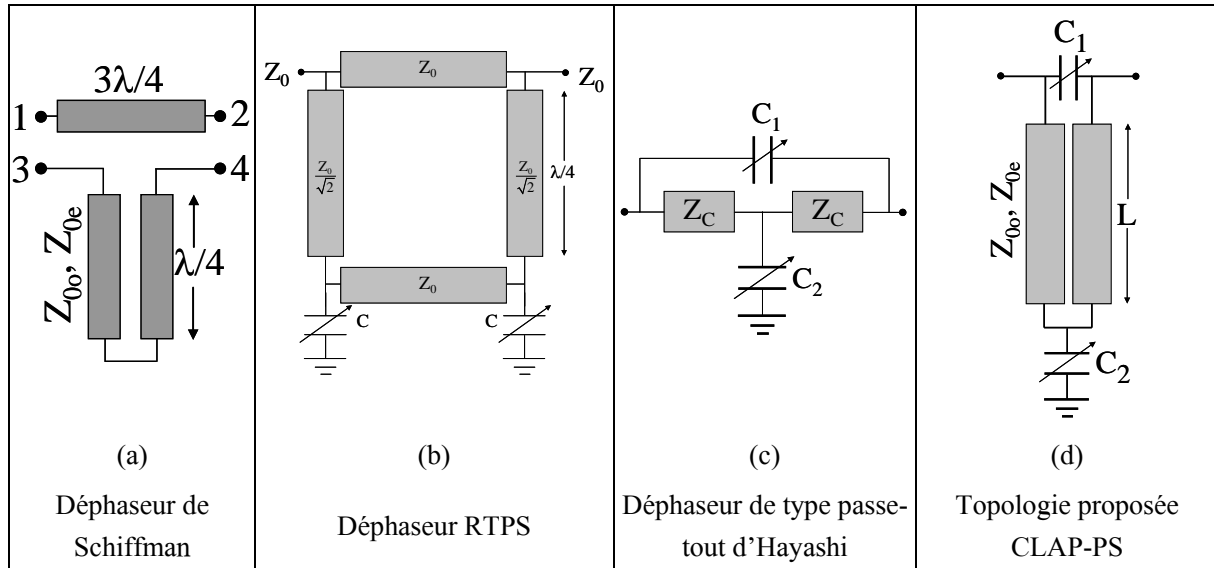 3λ/4
1
2
3
4
Z0o, Z0e
λ/4
(a)
Déphaseur de
Schiffman
Z0
Z0
Z0
Z0/√2
Z0/√2
λ/4
Z0
C
C
(b)
Déphaseur RTPS
C1
ZC
ZC
C2
(c)
Déphaseur de type passe-
tout d’Hayashi
C1
Z0o, Z0e
L
C2
(d)
Topologie proposée
CLAP-PS